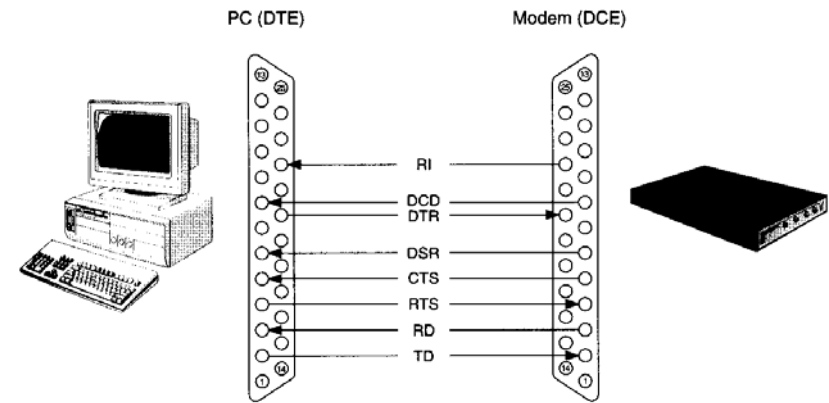 PC (DTE)
Modem (DCE)
13
25
25
13
RI
DCD
DTR
DSR
CTS
RTS
RD
TD
14
1
14
1